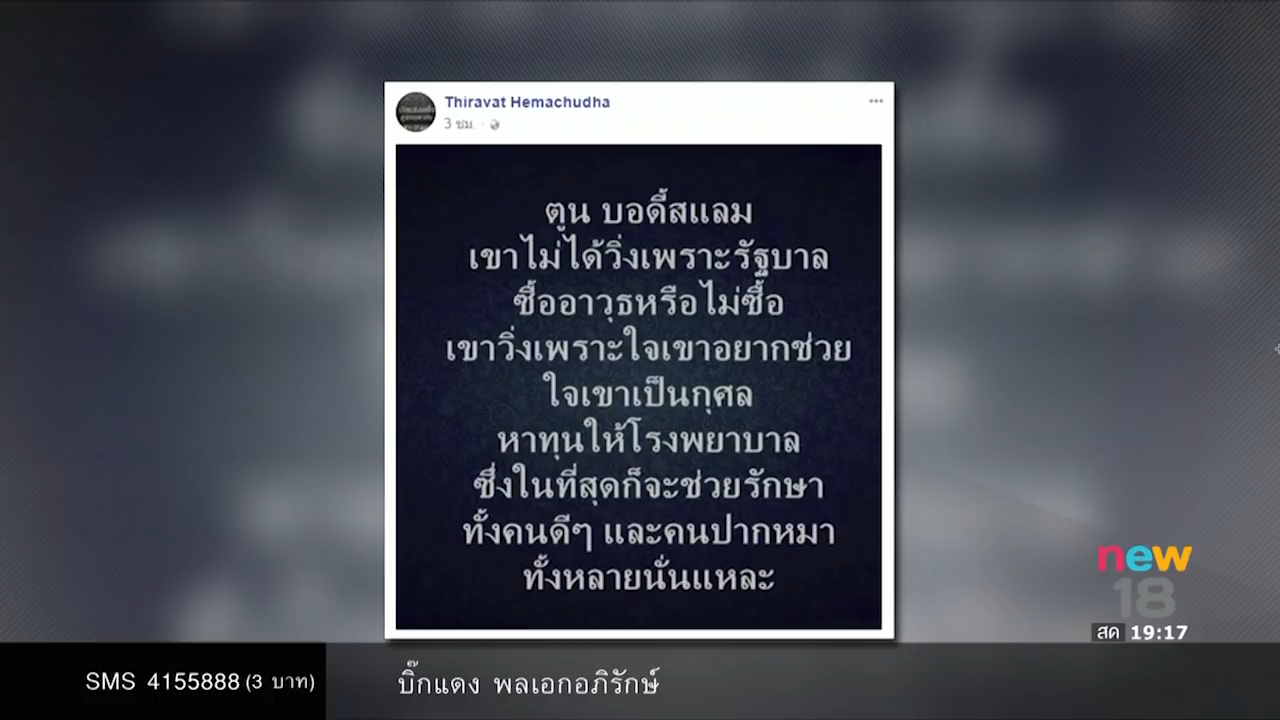 Thiravat Hemachudha
3 ชม.
ตูน บอดี้สแลม
เขาไม่ได้วิ่งเพราะรัฐบาล
ซื้ออาวุธหรือไม่ซื้อ
เขาวิ่งเพราะใจเขาอยากช่วย
ใจเขาเป็นกุศล
หาทุนให้โรงพยาบาล
ซึ่งในที่สุดก็จะช่วยรักษา
ทั้งคนดีๆ และคนปากหมา
ทั้งหลายนั่นแหละ
new
18
สด 19:17
SMS 4155888 (3 บาท)
บิ๊กแดง พลเอกอภิรักษ์